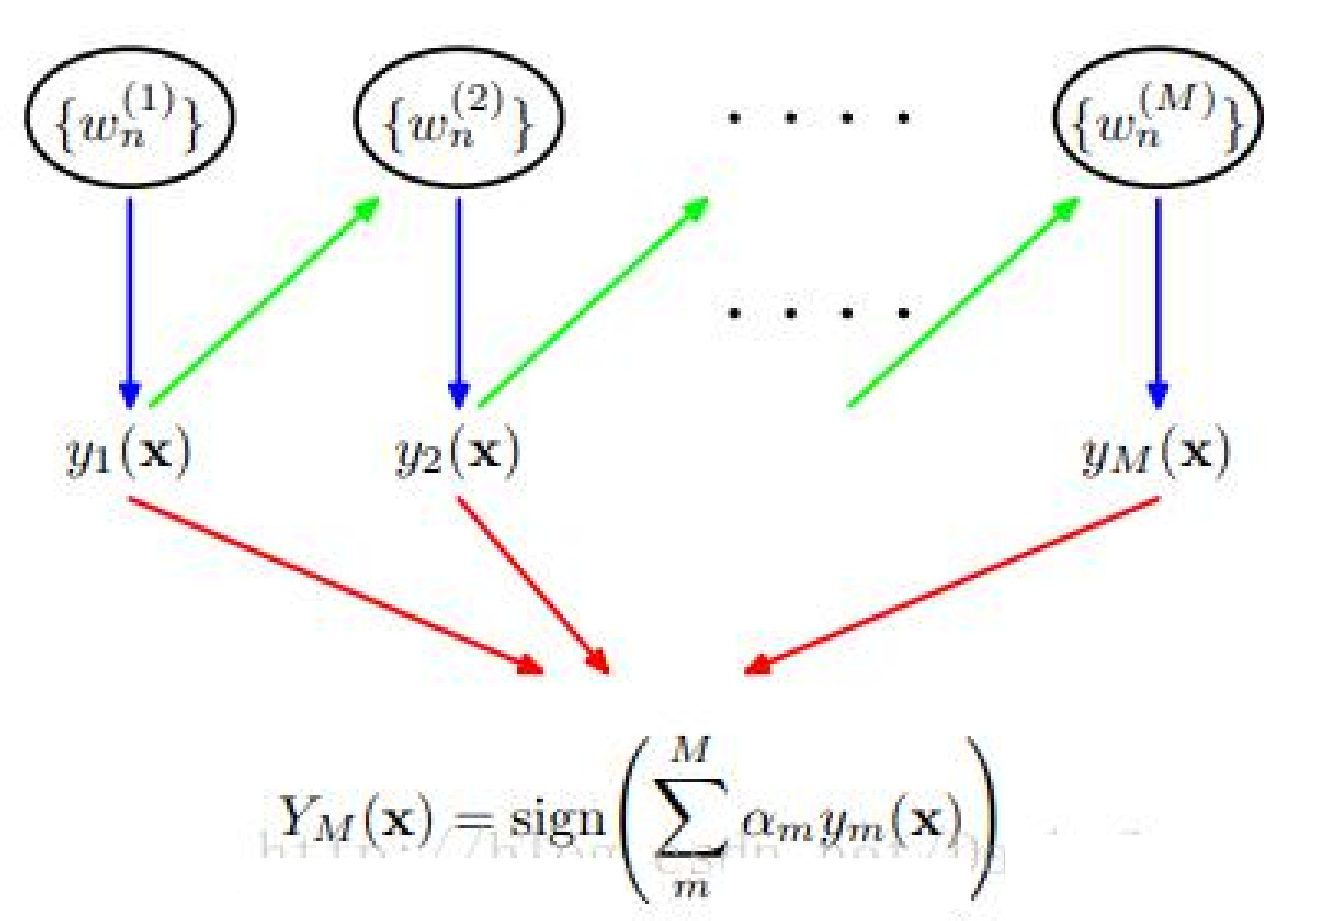 {w_n^{(1)}} {w_n^{(2)}} · · · · {w_n^{(M)}}
· · · ·
y_1(𝐱) y_2(𝐱) y_M(𝐱)
Y_M(𝐱) = sign(∑_m^M α_m y_m(𝐱))